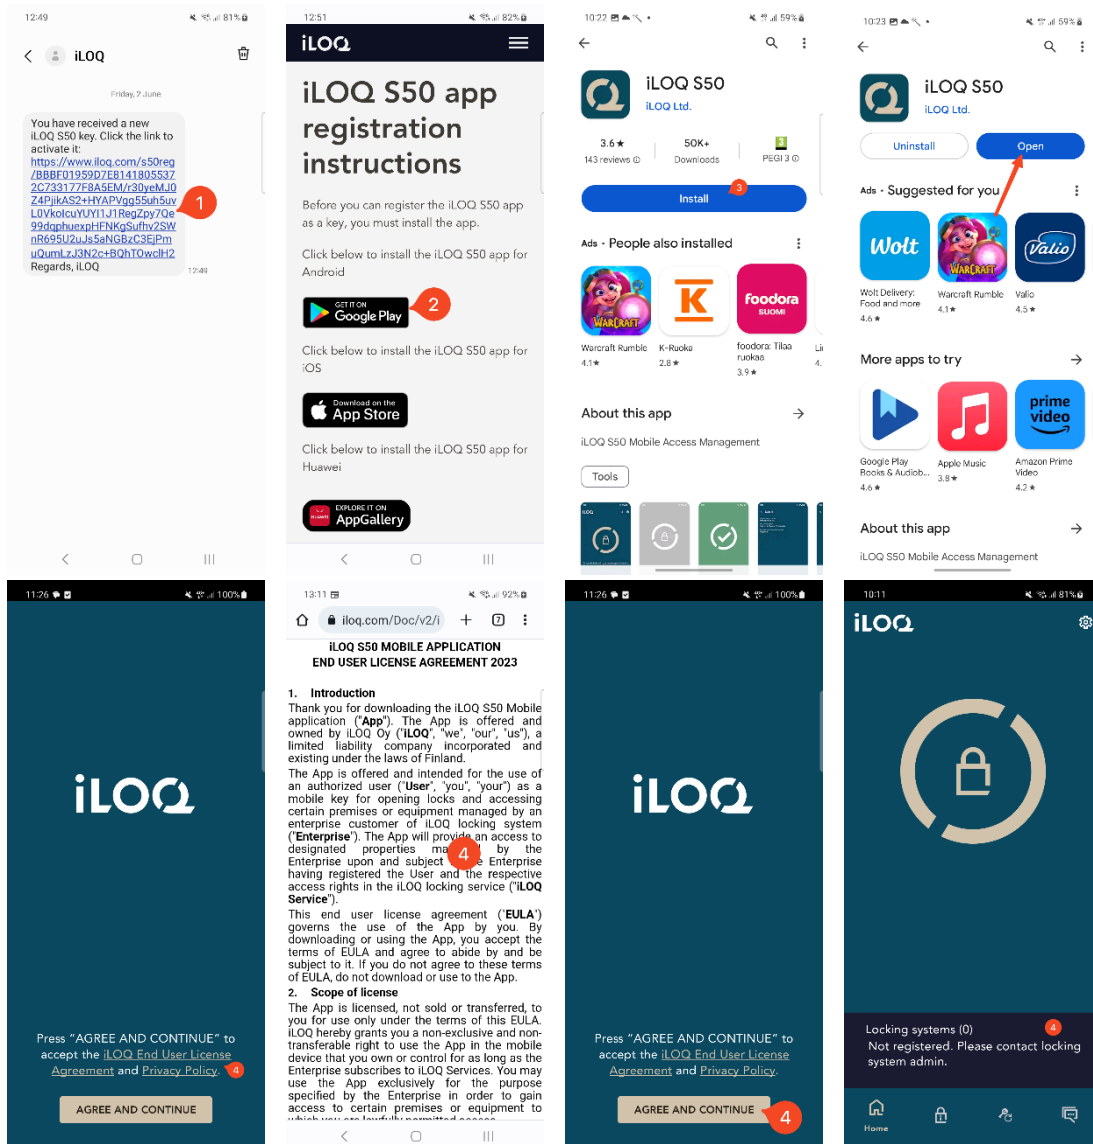 12:49
81%
iLOQ
Friday, 2 June
You have received a new
iLOQ S50 key. Click the link to
activate it:
https://www.iloq.com/s50reg
/BBBF01959D7E8141805537
2C733177F8A5EM/r30yeMJ0
Z4PjikAS2+HYAPVgg55uh5uv
L0VkoIcuYUYI1J1RegZpy7Qe
99dqphuexpHFNKgSufhv2SW
nR695U2uJs5aNGBzC3EjPm
uQumLzJ3N2c+BQhTOwclH2
Regards, iLOQ
12:49
1
12:51
82%
iLOQ
iLOQ S50 app
registration
instructions
Before you can register the iLOQ S50 app
as a key, you must install the app.
Click below to install the iLOQ S50 app for
Android
GET IT ON
Google Play
2
Click below to install the iLOQ S50 app for
iOS
Download on the
App Store
Click below to install the iLOQ S50 app for
Huawei
EXPLORE IT ON
AppGallery
10:22
59%
iLOQ S50
iLOQ Ltd.
3.6★
143 reviews
50K+
Downloads
3
PEGI 3
3
Install
Ads • People also installed
WARCRAFT
K
foodora
SUOMI
Warcraft Rumble
4.1★
K-Ruoka
2.8★
foodora: Tilaa
ruokaa
3.9★
Li
4.
About this app
iLOQ S50 Mobile Access Management
Tools
10:23
59%
iLOQ S50
iLOQ Ltd.
Uninstall
Open
Ads • Suggested for you
Wolt
WARCRAFT
Valio
Wolt Delivery:
Food and more
4.6★
Warcraft Rumble
4.1★
Valio
4.5★
More apps to try
prime
video
Google Play
Books & Audiob...
4.6★
Apple Music
3.8★
Amazon Prime
Video
4.2★
About this app
iLOQ S50 Mobile Access Management
11:26
100%
iLOQ
Press “AGREE AND CONTINUE” to
accept the iLOQ End User License
Agreement and Privacy Policy.
4
AGREE AND CONTINUE
13:11
92%
iloq.com/Doc/v2/i
7
iLOQ S50 MOBILE APPLICATION
END USER LICENSE AGREEMENT 2023
1. Introduction
Thank you for downloading the iLOQ S50 Mobile
application ("App"). The App is offered and
owned by iLOQ Oy ("iLOQ", "we", "our", "us"), a
limited liability company incorporated and
existing under the laws of Finland.
The App is offered and intended for the use of
an authorized user ("User", "you", "your") as a
mobile key for opening locks and accessing
certain premises or equipment managed by an
enterprise customer of iLOQ locking system
("Enterprise"). The App will provide an access to
designated properties by the
Enterprise upon and subject Enterprise
having registered the User and the respective
access rights in the iLOQ locking service ("iLOQ
Service").
4
This end user license agreement ("EULA")
governs the use of the App by you. By
downloading or using the App, you accept the
terms of EULA and agree to abide by and be
subject to it. If you do not agree to these terms
of EULA, do not download or use to the App.
2. Scope of license
The App is licensed, not sold or transferred, to
you for use only under the terms of this EULA.
iLOQ hereby grants you a non-exclusive and non-
transferable right to use the App in the mobile
device that you own or control for as long as the
Enterprise subscribes to iLOQ Services. You may
use the App exclusively for the purpose
specified by the Enterprise in order to gain
access to certain premises or equipment to
11:26
100%
iLOQ
Press “AGREE AND CONTINUE” to
accept the iLOQ End User License
Agreement and Privacy Policy.
AGREE AND CONTINUE
4
10:11
81%
iLOQ
Locking systems (0)
4
Not registered. Please contact locking
system admin.
Home